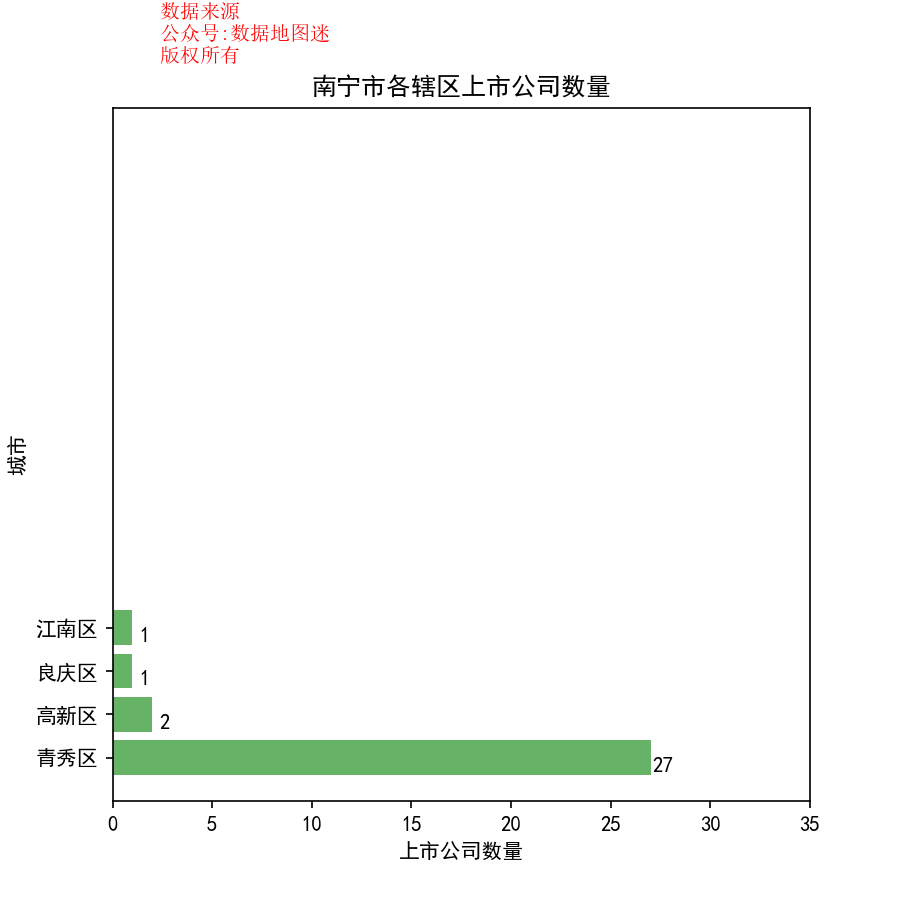 数据来源
公众号:数据地图迷
版权所有
南宁市各辖区上市公司数量
城市
江南区
1
良庆区
1
高新区
2
青秀区
27
0 5 10 15 20 25 30 35
上市公司数量